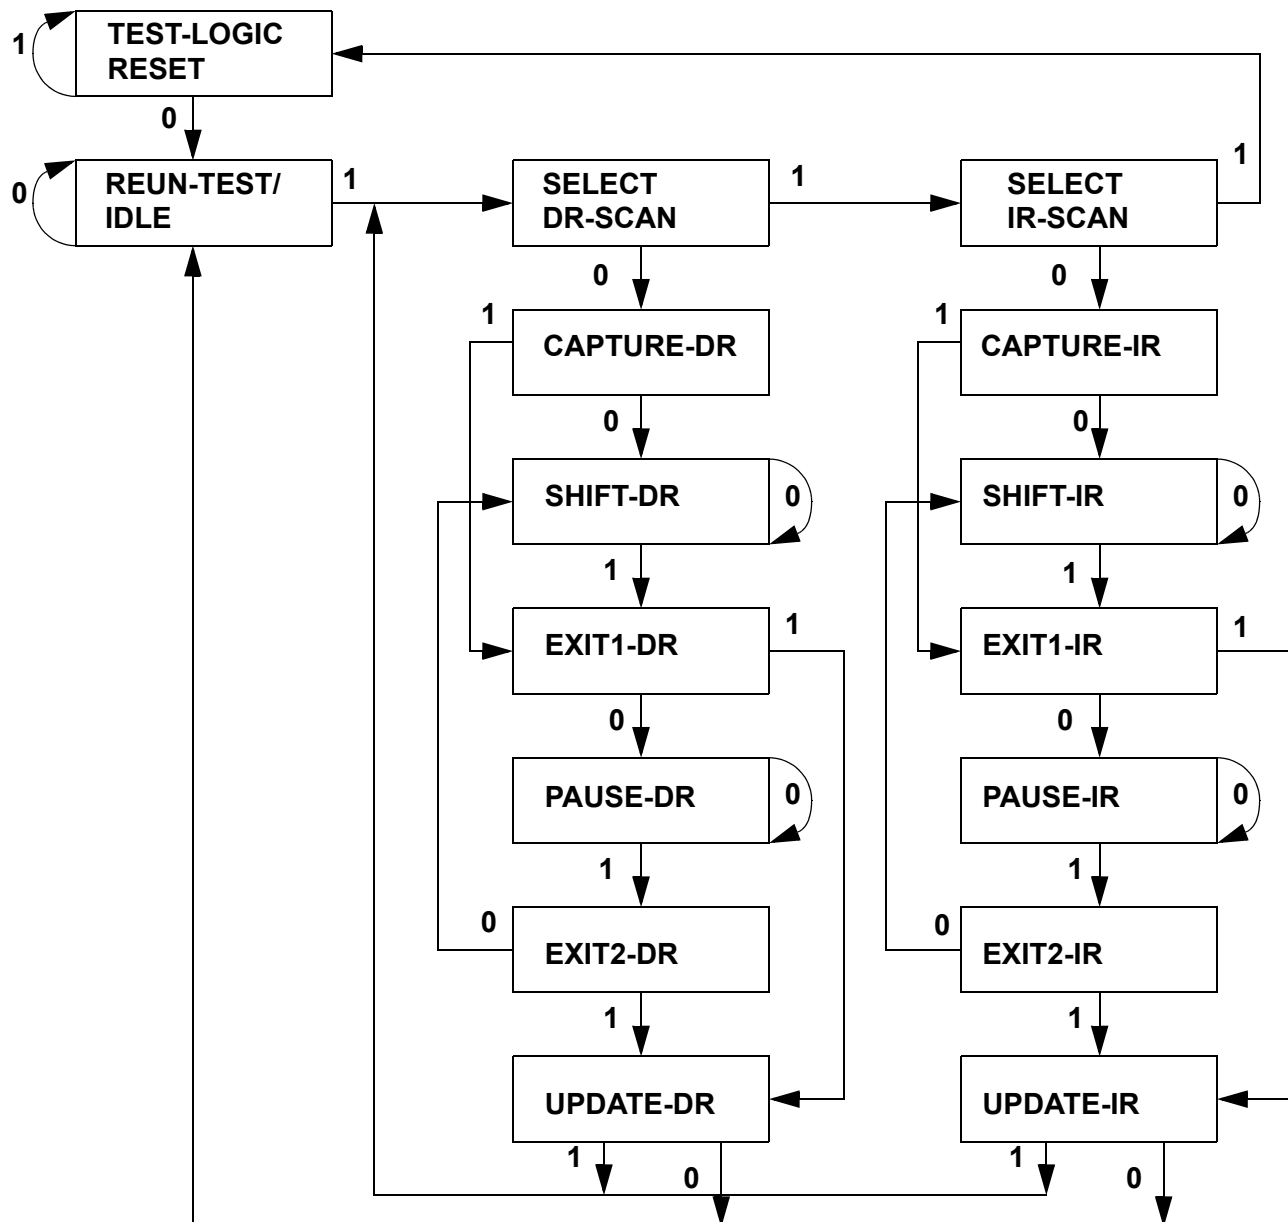 1
TEST-LOGIC
RESET
0
0
REUN-TEST/
IDLE
1
SELECT
DR-SCAN
1
SELECT
IR-SCAN
1
0
0
1
CAPTURE-DR
1
CAPTURE-IR
0
0
SHIFT-DR
0
SHIFT-IR
0
1
1
EXIT1-DR
1
EXIT1-IR
1
0
0
PAUSE-DR
0
PAUSE-IR
0
1
1
0
EXIT2-DR
0
EXIT2-IR
1
1
UPDATE-DR
UPDATE-IR
1
0
1
0